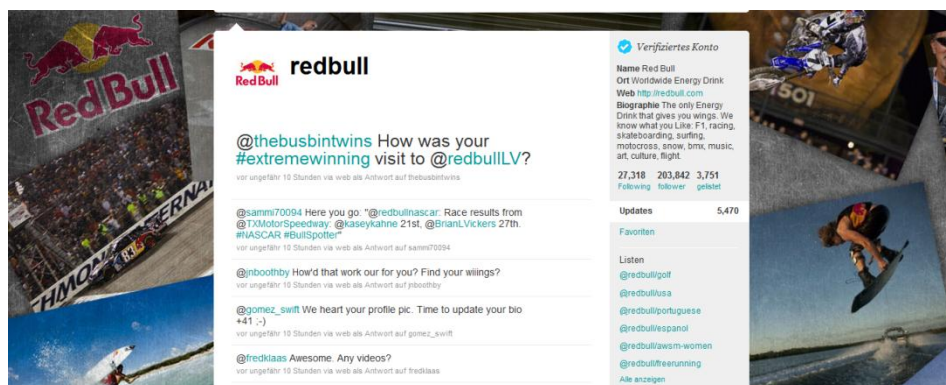 Red Bull
THMO
ERNAT
83
501
Red Bull
redbull
@thebusbintwins How was your
#extremewinning visit to @redbullLV?
vor ungefähr 10 Stunden via web als Antwort auf thebusbintwins
@sammi70094 Here you go: "@redbullnascar: Race results from
@TXMotorSpeedway: @kaseykahne 21st, @BrianLVickers 27th.
#NASCAR #BullSpotter"
vor ungefähr 10 Stunden via web als Antwort auf sammi70094
@jnboothby How'd that work our for you? Find your wiiings?
vor ungefähr 10 Stunden via web als Antwort auf jnboothby
@gomez_swift We heart your profile pic. Time to update your bio
+41 ;-)
vor ungefähr 10 Stunden via web als Antwort auf gomez_swift
@fredklaas Awesome. Any videos?
vor ungefähr 10 Stunden via web als Antwort auf fredklaas
Verifiziertes Konto
Name Red Bull
Ort Worldwide Energy Drink
Web http://redbull.com
Biographie The only Energy
Drink that gives you wings. We
know what you Like: F1, racing,
skateboarding, surfing,
motocross, snow, bmx, music,
art, culture, flight.
27,318 203,842 3,751
Following follower gelistet
Updates 5,470
Favoriten
Listen
@redbull/golf
@redbull/usa
@redbull/portuguese
@redbull/espanol
@redbull/awsm-women
@redbull/freerunning
Alle anzeigen